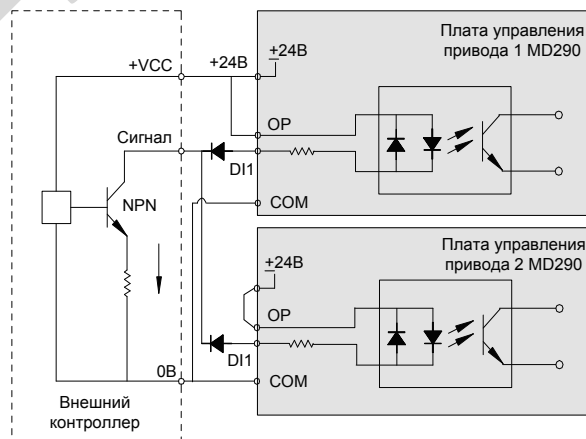 Плата управления
привода 1 MD290
+VCC
+24В
+24В
OP
Сигнал
DI1
NPN
COM
Плата управления
привода 2 MD290
+24В
OP
DI1
0В
COM
Внешний
контроллер